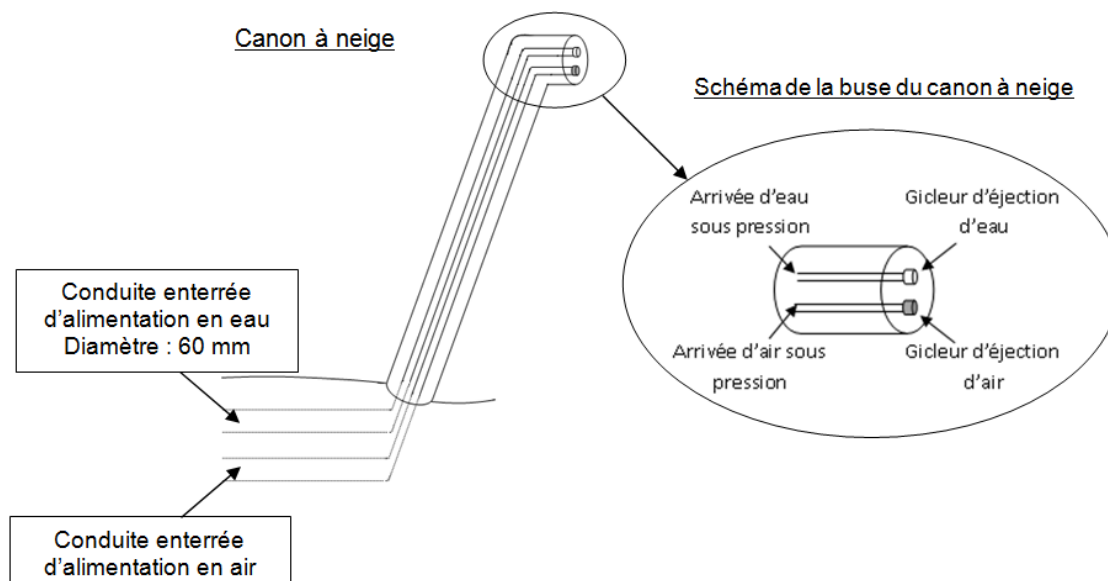 Canon à neige
Schéma de la buse du canon à neige
Arrivée d'eau
sous pression
Gicleur d'éjection
d'eau
Arrivée d'air sous
pression
Gicleur d'éjection
d'air
Conduite enterrée
d'alimentation en eau
Diamètre : 60 mm
Conduite enterrée
d'alimentation en air